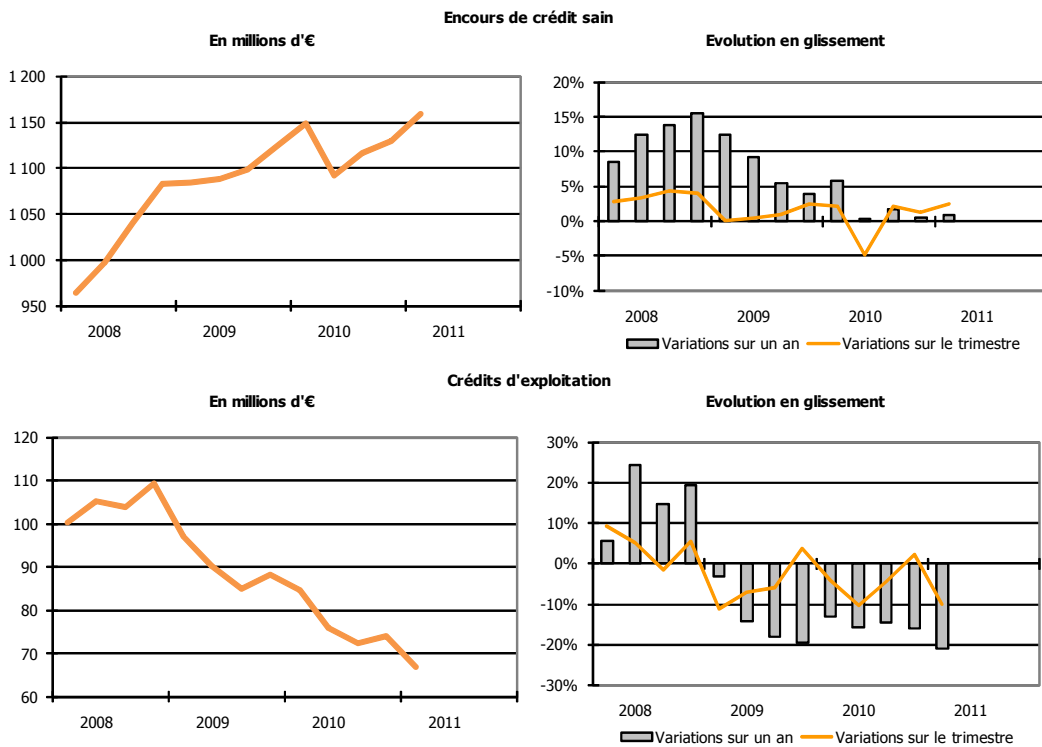 Encours de crédit sain
En millions d'€
Evolution en glissement
1 200
1 150
1 100
1 050
1 000
950
2008 2009 2010 2011
20%
15%
10%
5%
0%
-5%
-10%
2008 2009 2010 2011
Variations sur un an Variations sur le trimestre
Crédits d'exploitation
En millions d'€
Evolution en glissement
120
110
100
90
80
70
60
2008 2009 2010 2011
30%
20%
10%
0%
-10%
-20%
-30%
2008 2009 2010 2011
Variations sur un an Variations sur le trimestre